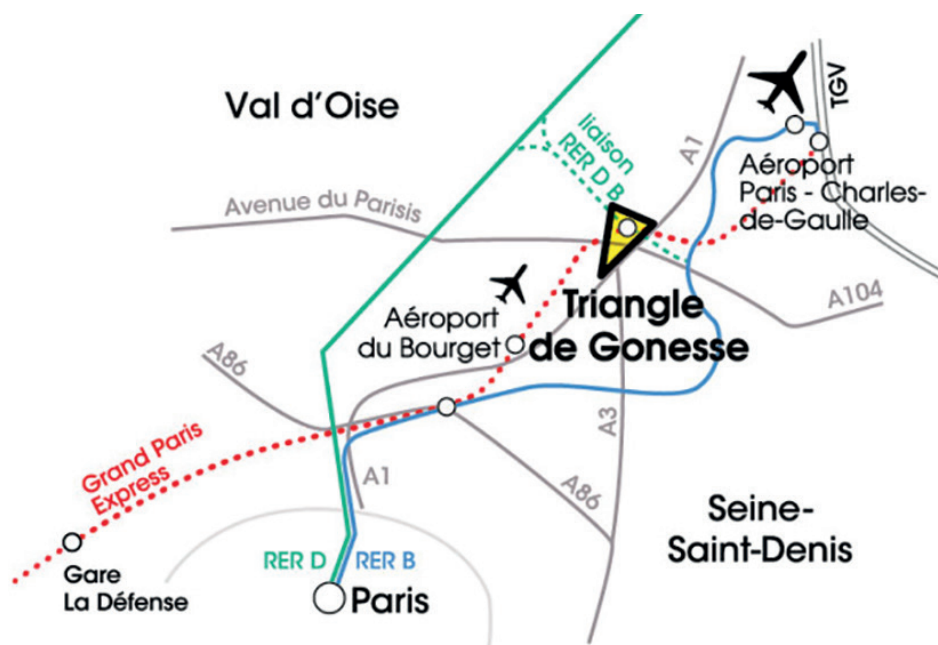 Val d'Oise
liaison
RER D B
A1
TGV
Aéroport
Paris - Charles-
de-Gaulle
Avenue du Parisis
A104
Triangle
de Gonesse
Aéroport
du Bourget
A86
A3
Grand Paris
Express
A1
A86
Seine-
Saint-Denis
Gare
La Défense
RER D
RER B
Paris